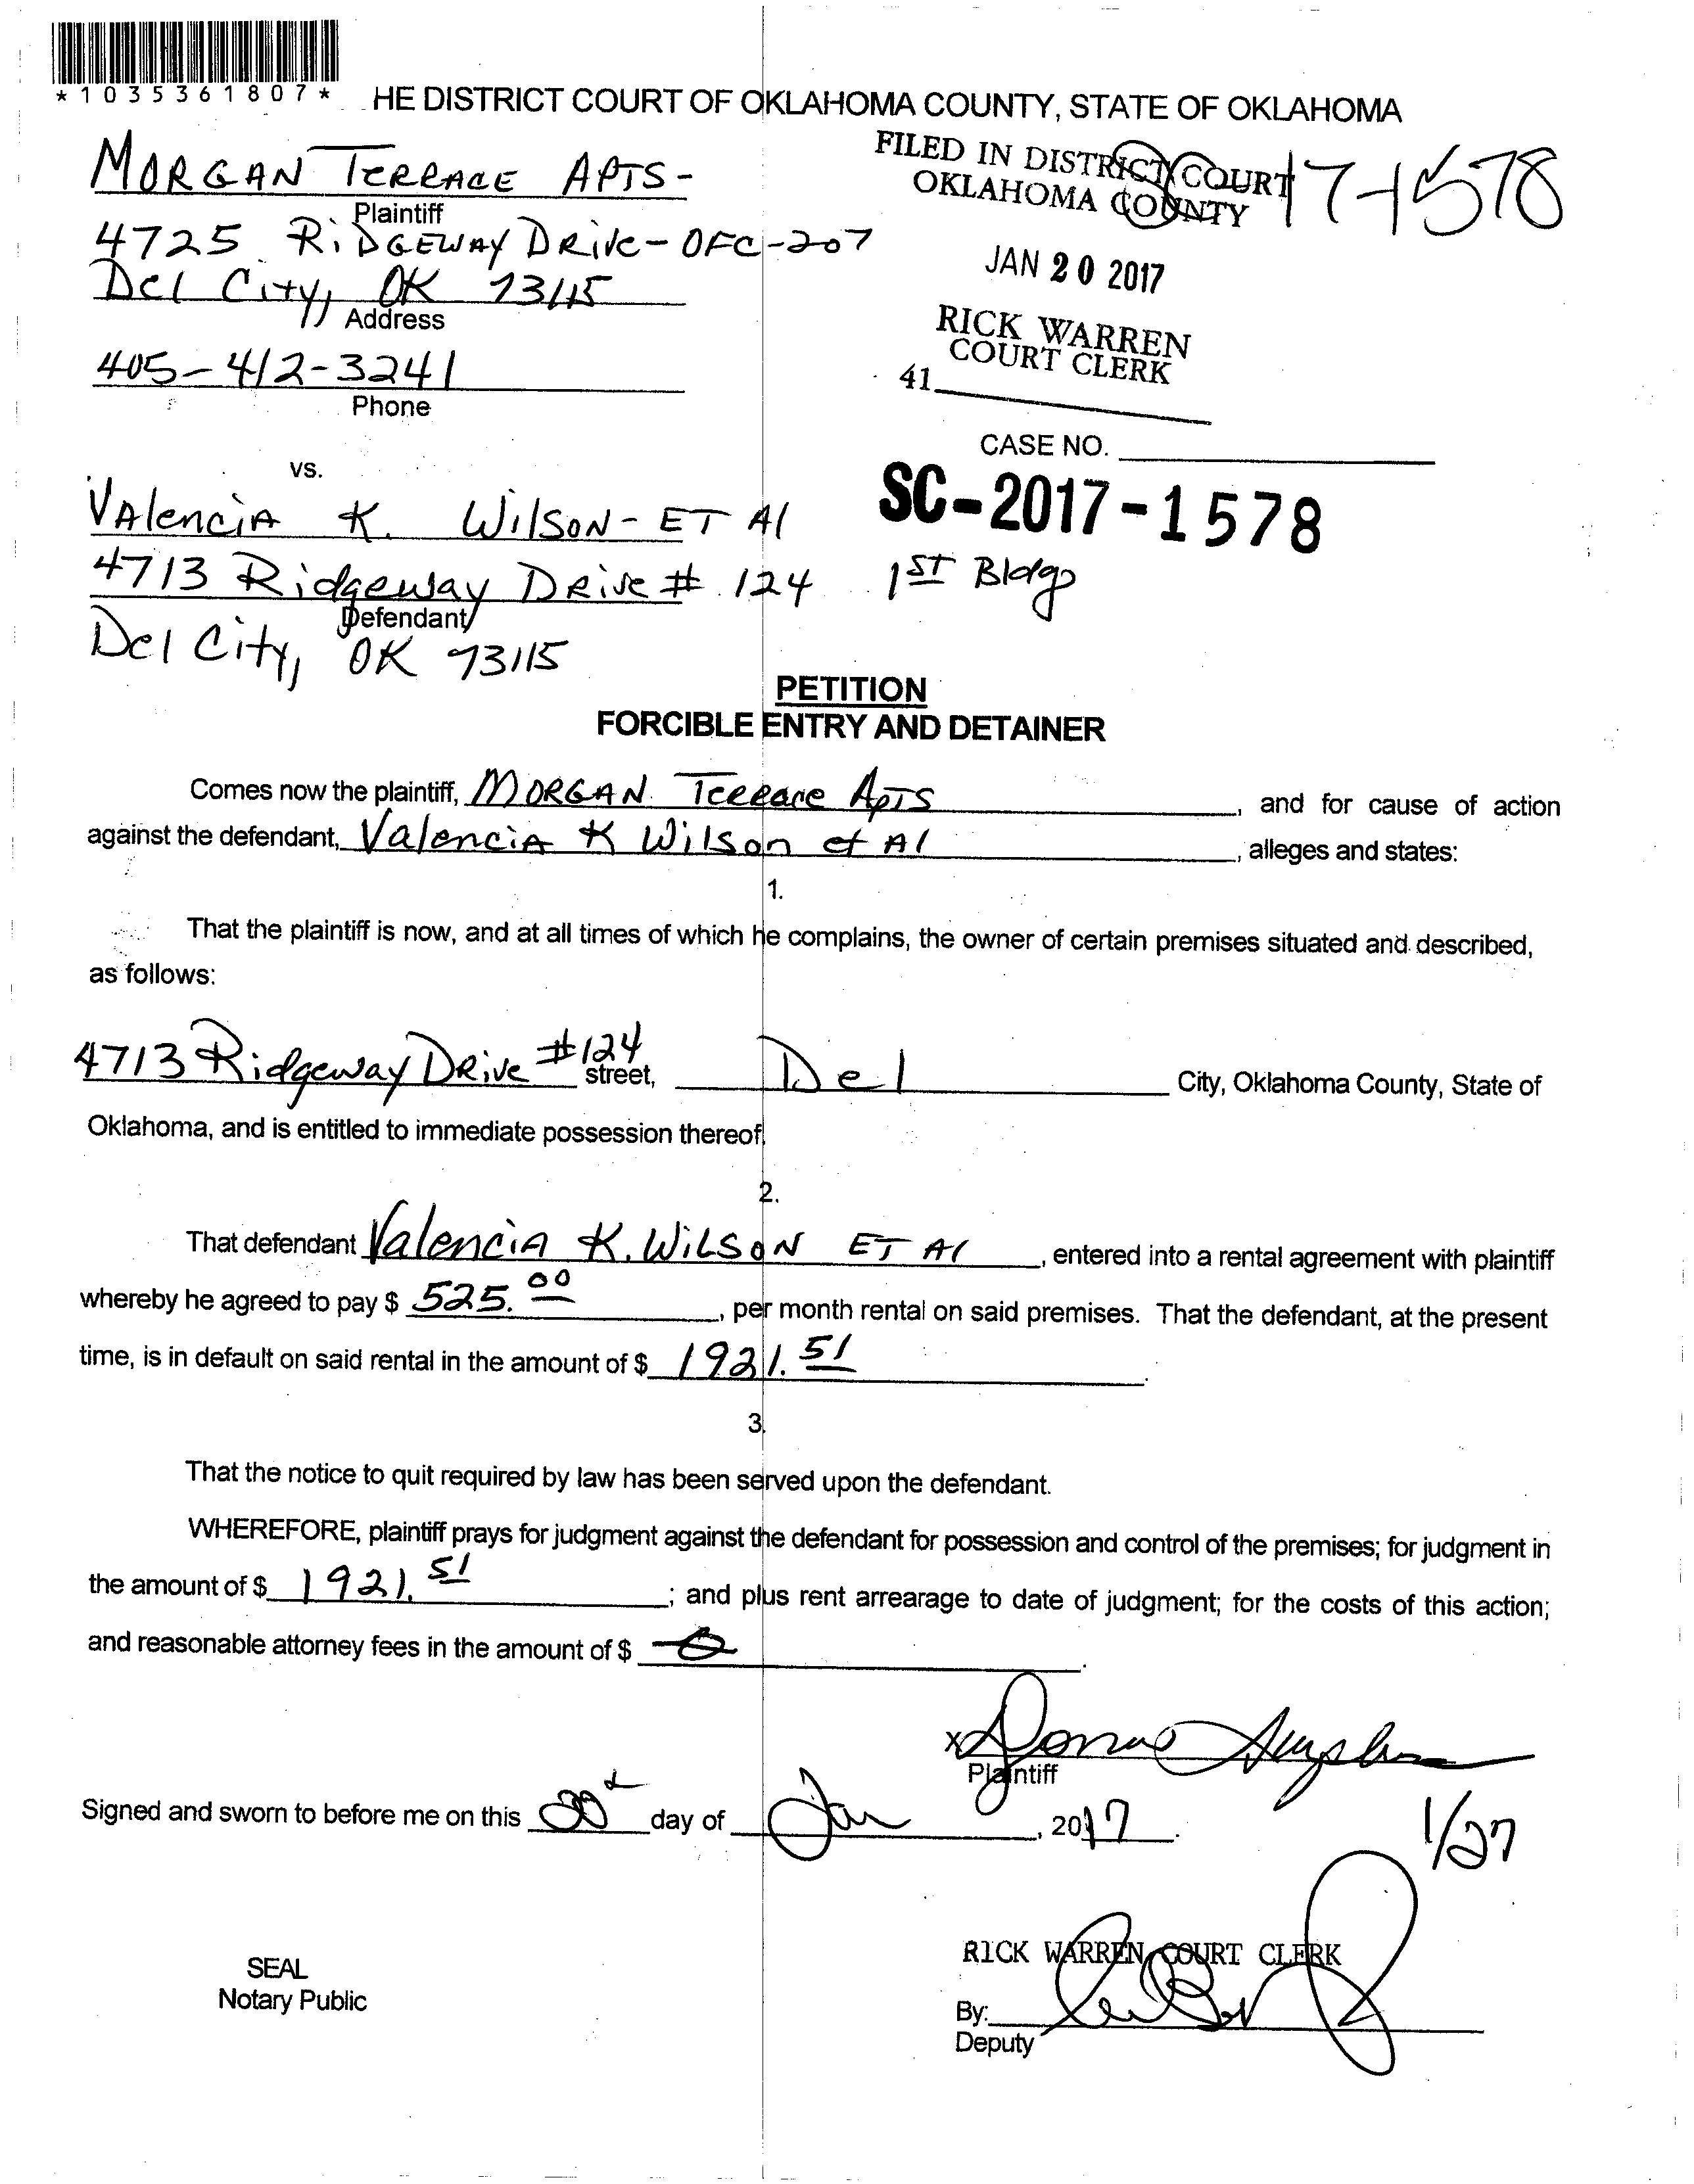 *1035361807*
HE DISTRICT COURT OF OKLAHOMA COUNTY, STATE OF OKLAHOMA
MORGAN TERRACE APTS-
Plaintiff
4725 RiDGEWAY DRive-OFC-207
Del City, OK 73115
Address
405-412-3241
Phone
FILED IN DISTRICT COURT
OKLAHOMA COUNTY
SC 17-1578
JAN 20 2017
RICK WARREN
COURT CLERK
41
CASE NO.
SC-2017-1578
1ST Bldg
vs.
VAlenciA K. WilsoN-ET Al
4713 Ridgeway DRive # 124
Defendant
Del City, OK 73115
PETITION
FORCIBLE ENTRY AND DETAINER
Comes now the plaintiff, MORGAN Terrace Apts, and for cause of action
against the defendant, ValenciA K Wilson et Al, alleges and states:
1.
That the plaintiff is now, and at all times of which he complains, the owner of certain premises situated and described,
as follows:
4713 Ridgeway DRive #124 street, Del City, Oklahoma County, State of
Oklahoma, and is entitled to immediate possession thereof.
2.
That defendant ValenciA K. WiLSON ET Al, entered into a rental agreement with plaintiff
whereby he agreed to pay $ 525.00, per month rental on said premises. That the defendant, at the present
time, is in default on said rental in the amount of $ 1921.51.
3.
That the notice to quit required by law has been served upon the defendant.
WHEREFORE, plaintiff prays for judgment against the defendant for possession and control of the premises; for judgment in
the amount of $ 1921.51; and plus rent arrearage to date of judgment; for the costs of this action;
and reasonable attorney fees in the amount of $ 0.
x Donna
Plaintiff
Signed and sworn to before me on this 20 day of Jan, 2017.
1/27
SEAL
Notary Public
RICK WARREN COURT CLERK
By:
Deputy